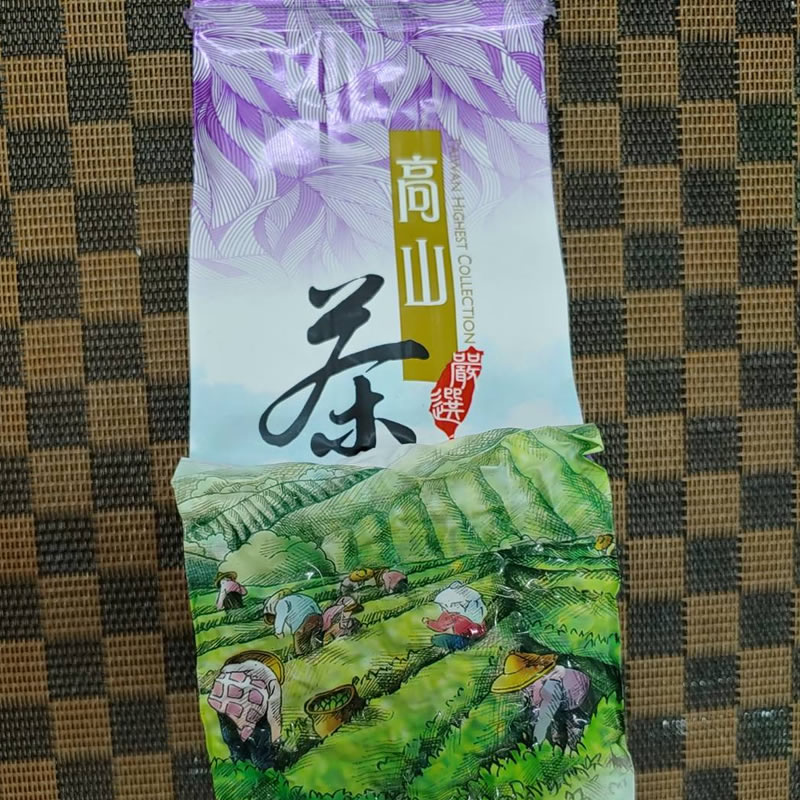 高山
茶
TAIWAN HIGHEST COLLECTION
嚴選